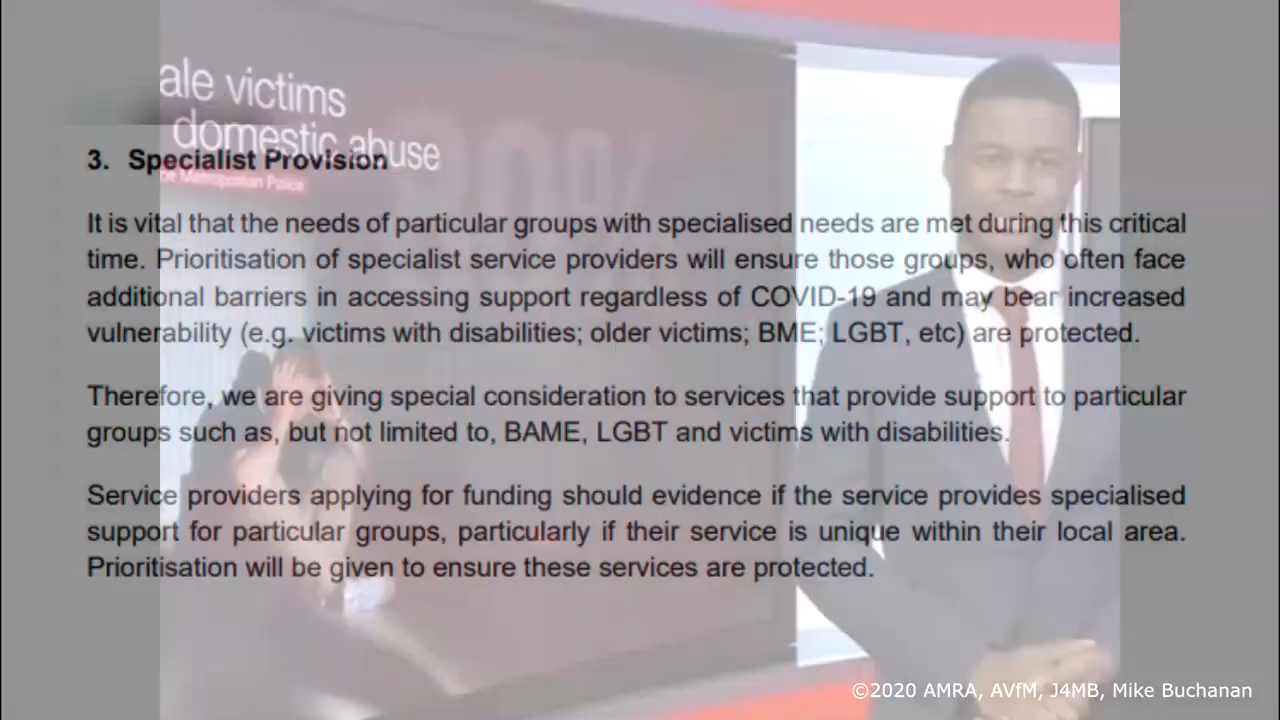 ale victims
domestic abuse
he Metropolitan Police
80%
3. Specialist Provision
It is vital that the needs of particular groups with specialised needs are met during this critical
time. Prioritisation of specialist service providers will ensure those groups, who often face
additional barriers in accessing support regardless of COVID-19 and may bear increased
vulnerability (e.g. victims with disabilities; older victims; BME; LGBT, etc) are protected.
Therefore, we are giving special consideration to services that provide support to particular
groups such as, but not limited to, BAME, LGBT and victims with disabilities.
Service providers applying for funding should evidence if the service provides specialised
support for particular groups, particularly if their service is unique within their local area.
Prioritisation will be given to ensure these services are protected.
©2020 AMRA, AVfM, J4MB, Mike Buchanan